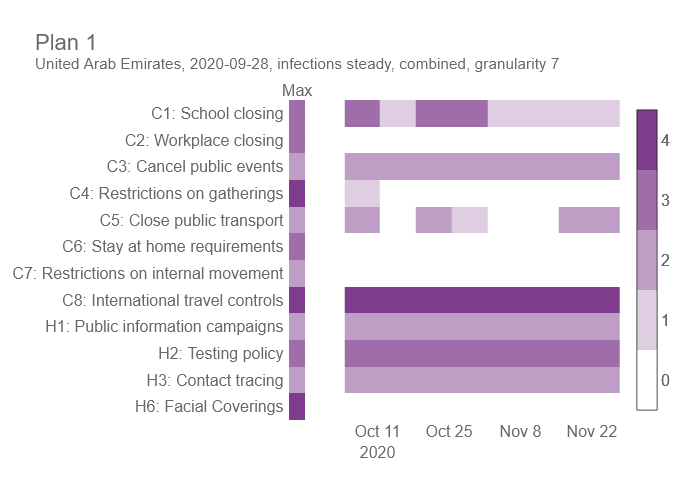 Plan 1
United Arab Emirates, 2020-09-28, infections steady, combined, granularity 7
Max
C1: School closing
C2: Workplace closing
C3: Cancel public events
C4: Restrictions on gatherings
C5: Close public transport
C6: Stay at home requirements
C7: Restrictions on internal movement
C8: International travel controls
H1: Public information campaigns
H2: Testing policy
H3: Contact tracing
H6: Facial Coverings
4
3
2
1
0
Oct 11 Oct 25 Nov 8 Nov 22
2020